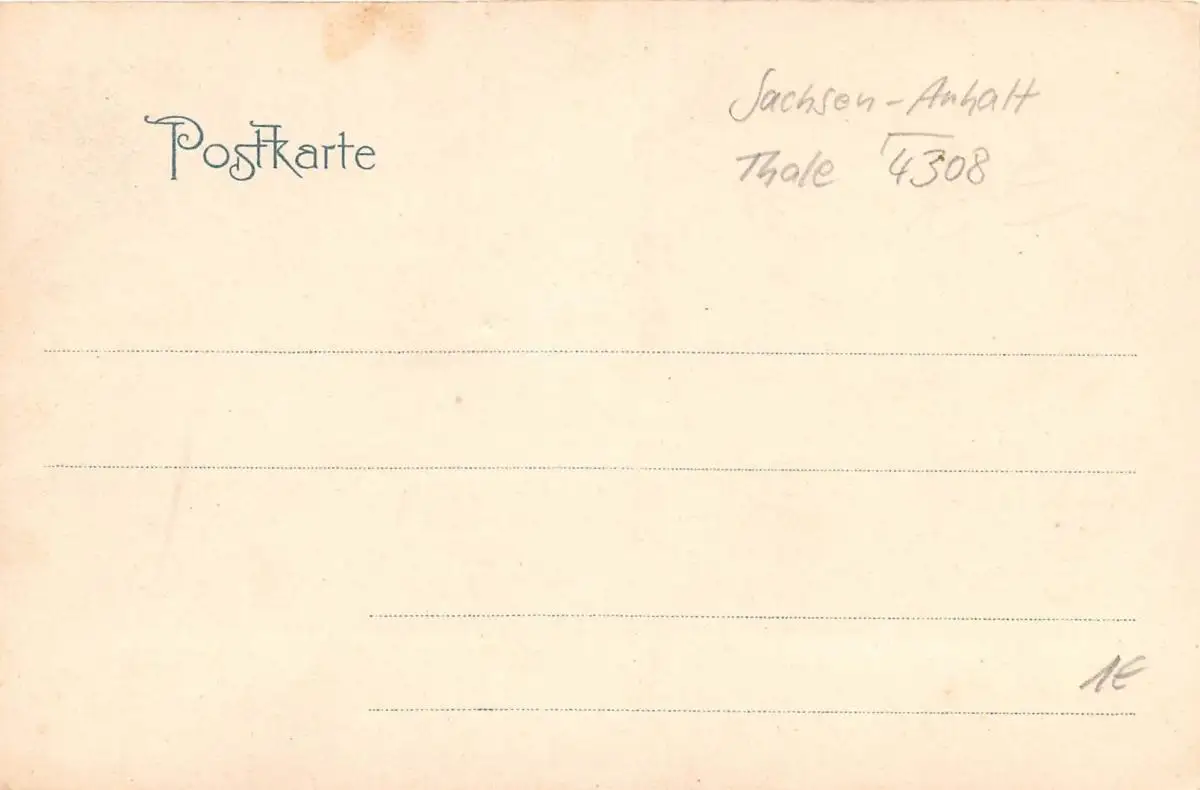 Postkarte
Sachsen-Anhalt
Thale 4308
1€